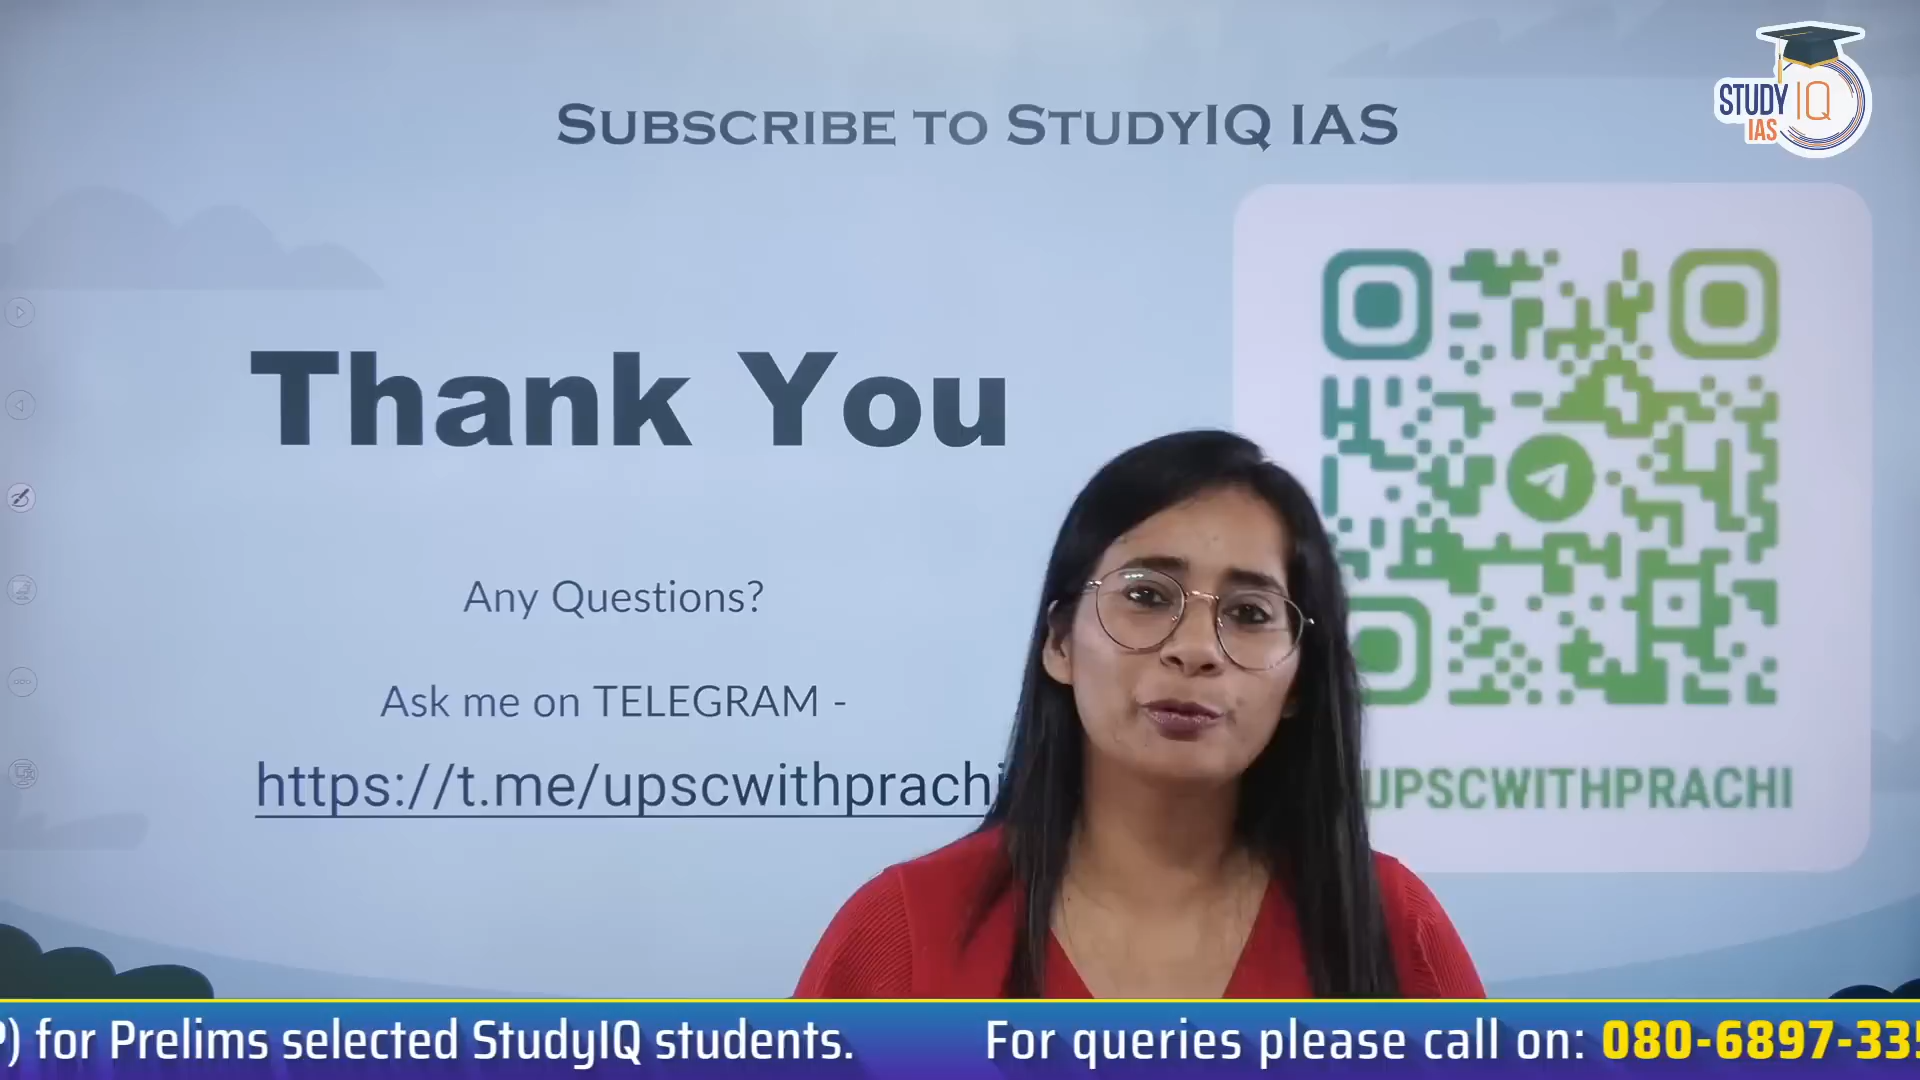 SUBSCRIBE TO STUDYIQ IAS
STUDY IQ
IAS
Thank You
Any Questions?
Ask me on TELEGRAM -
https://t.me/upscwithprachi
UPSCWITHPRACHI
) for Prelims selected StudyIQ students. For queries please call on: 080-6897-335